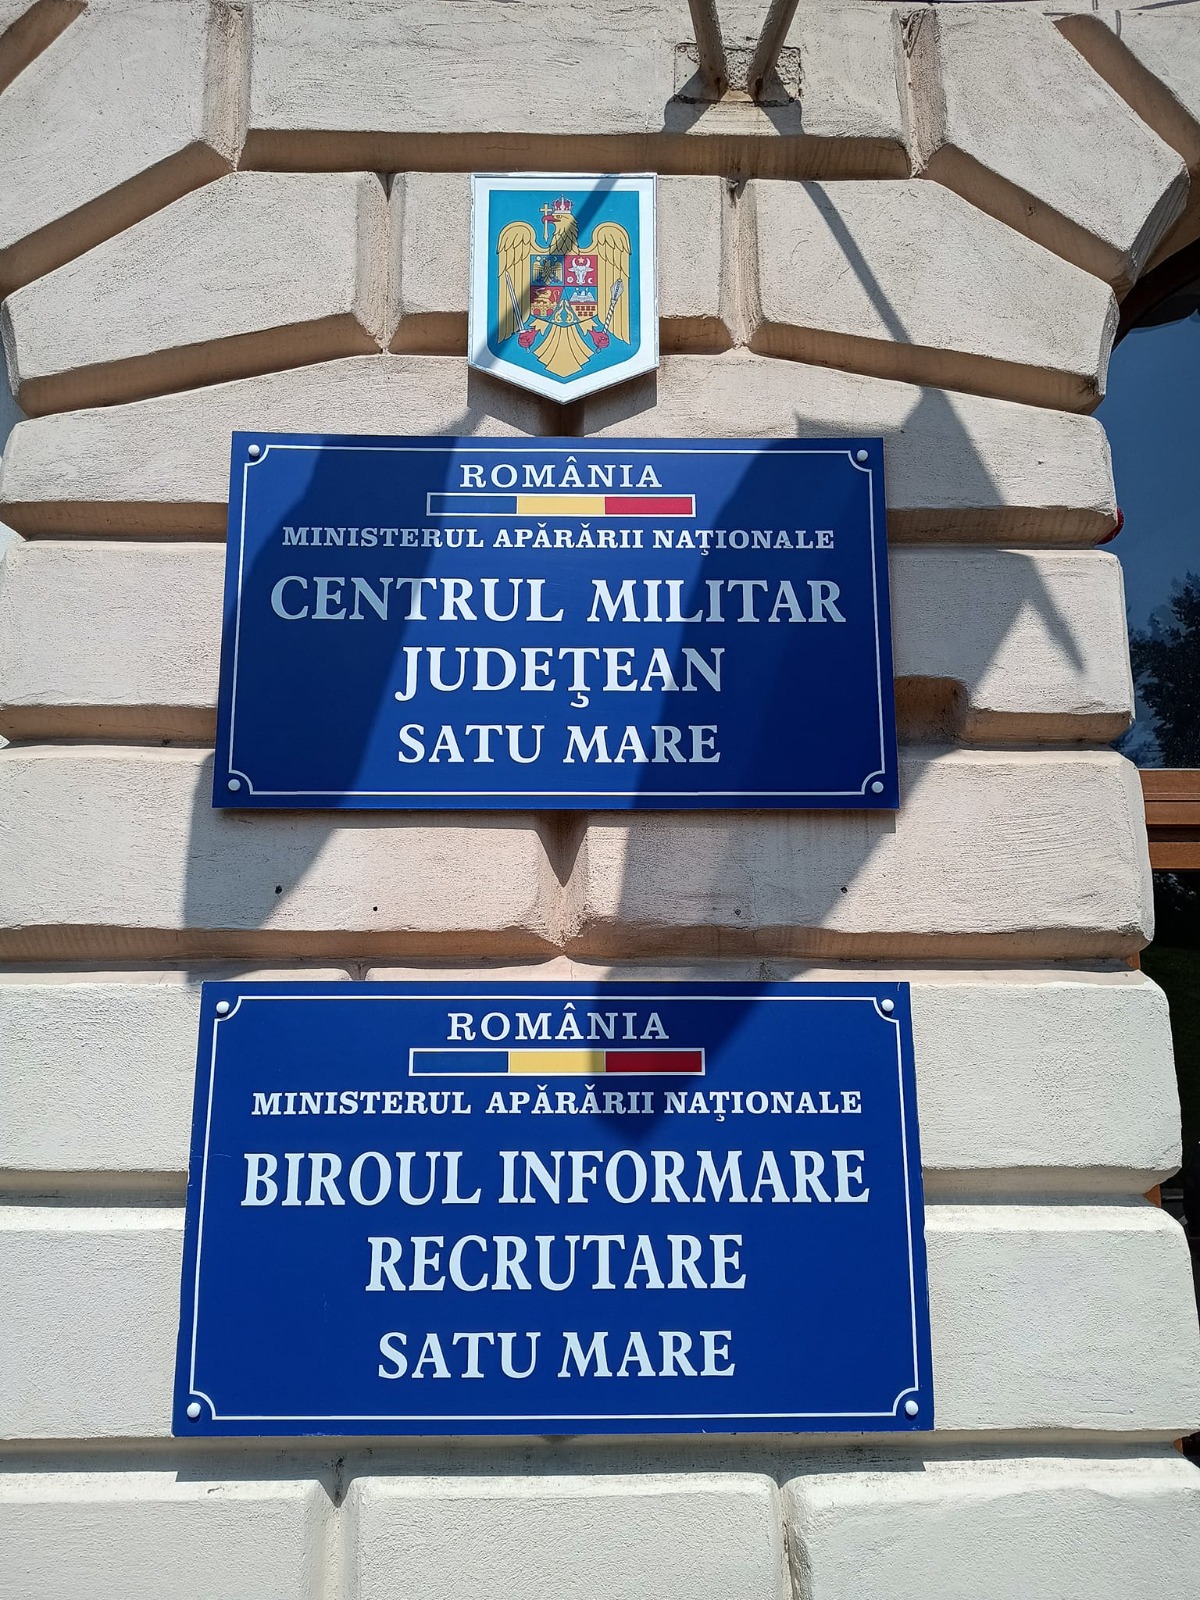 ROMÂNIA
MINISTERUL APĂRĂRII NAŢIONALE
CENTRUL MILITAR
JUDEŢEAN
SATU MARE
ROMÂNIA
MINISTERUL APĂRĂRII NAŢIONALE
BIROUL INFORMARE
RECRUTARE
SATU MARE